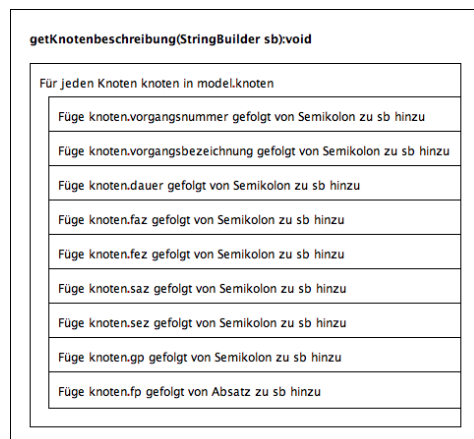 getKnotenbeschreibung(StringBuilder sb):void
Für jeden Knoten knoten in model.knoten
Füge knoten.vorgangsnummer gefolgt von Semikolon zu sb hinzu
Füge knoten.vorgangsbezeichnung gefolgt von Semikolon zu sb hinzu
Füge knoten.dauer gefolgt von Semikolon zu sb hinzu
Füge knoten.faz gefolgt von Semikolon zu sb hinzu
Füge knoten.fez gefolgt von Semikolon zu sb hinzu
Füge knoten.saz gefolgt von Semikolon zu sb hinzu
Füge knoten.sez gefolgt von Semikolon zu sb hinzu
Füge knoten.gp gefolgt von Semikolon zu sb hinzu
Füge knoten.fp gefolgt von Absatz zu sb hinzu